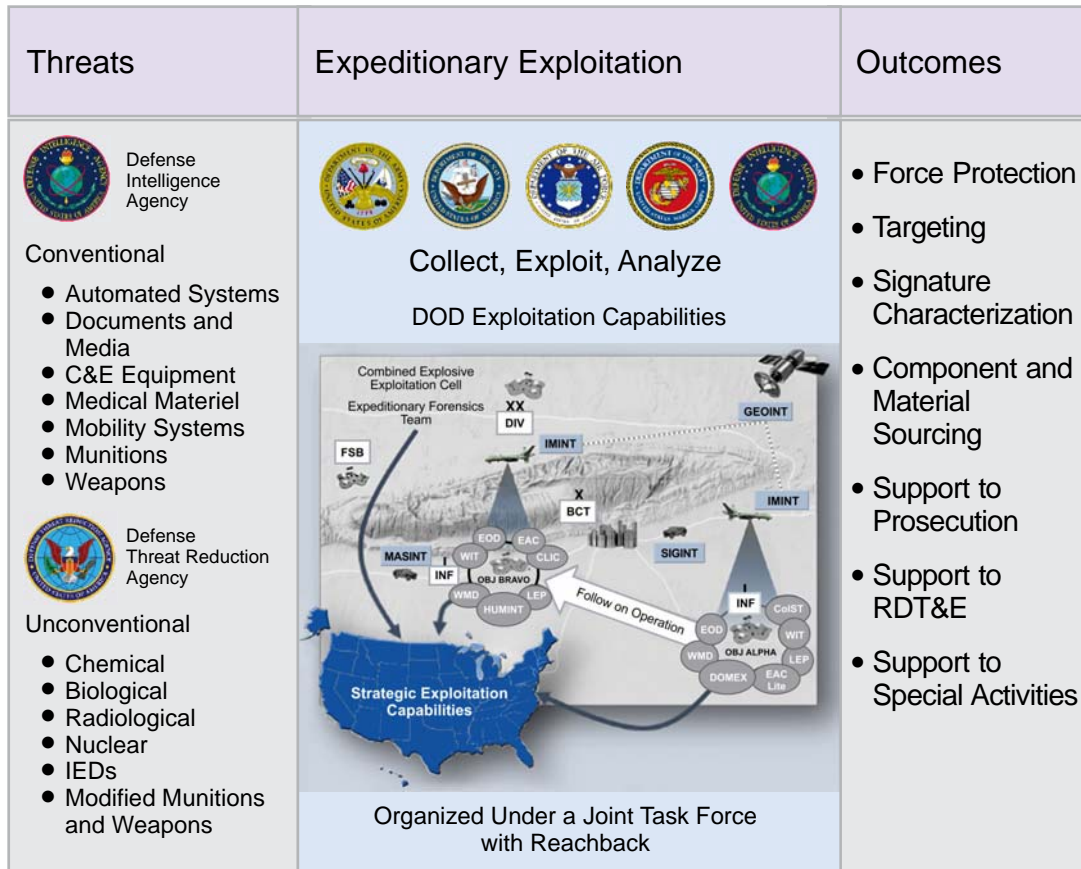 Threats
Expeditionary Exploitation
Outcomes
Defense
Intelligence
Agency
Conventional
• Automated Systems
• Documents and
Media
• C&E Equipment
• Medical Materiel
• Mobility Systems
• Munitions
• Weapons
Defense
Threat Reduction
Agency
Unconventional
• Chemical
• Biological
• Radiological
• Nuclear
• IEDs
• Modified Munitions
and Weapons
Collect, Exploit, Analyze
DOD Exploitation Capabilities
Combined Explosive
Exploitation Cell
Expeditionary Forensics
Team
XX
DIV
GEOINT
IMINT
FSB
IMINT
X
BCT
SIGINT
MASINT
I
INF
EOD
EAC
WIT
CLIC
OBJ BRAVO
WMD
LEP
HUMINT
Follow on Operation
I
INF
CoIST
EOD
WIT
OBJ ALPHA
WMD
LEP
DOMEX
EAC
Lite
Strategic Exploitation
Capabilities
Organized Under a Joint Task Force
with Reachback
• Force Protection
• Targeting
• Signature
Characterization
• Component and
Material
Sourcing
• Support to
Prosecution
• Support to
RDT&E
• Support to
Special Activities